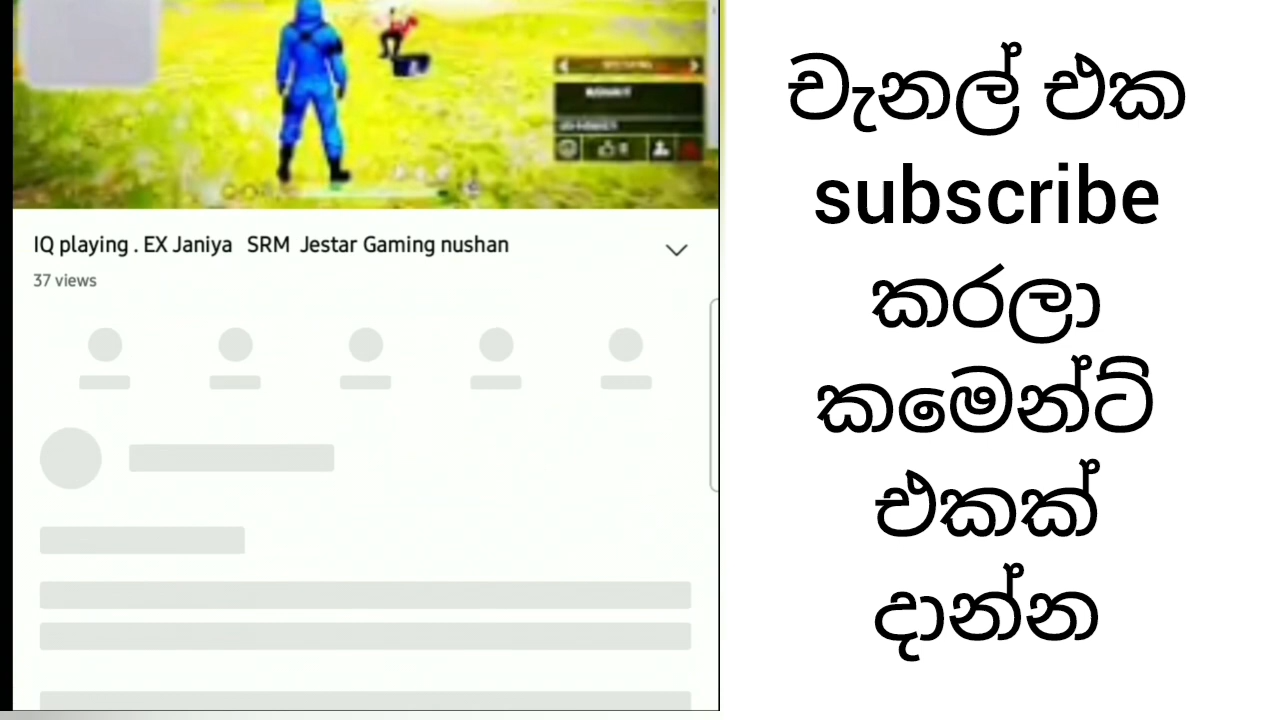 IQ playing . EX Janiya SRM Jestar Gaming nushan
37 views
චැනල් එක
subscribe
කරලා
කමෙන්ට්
එකක්
දාන්න